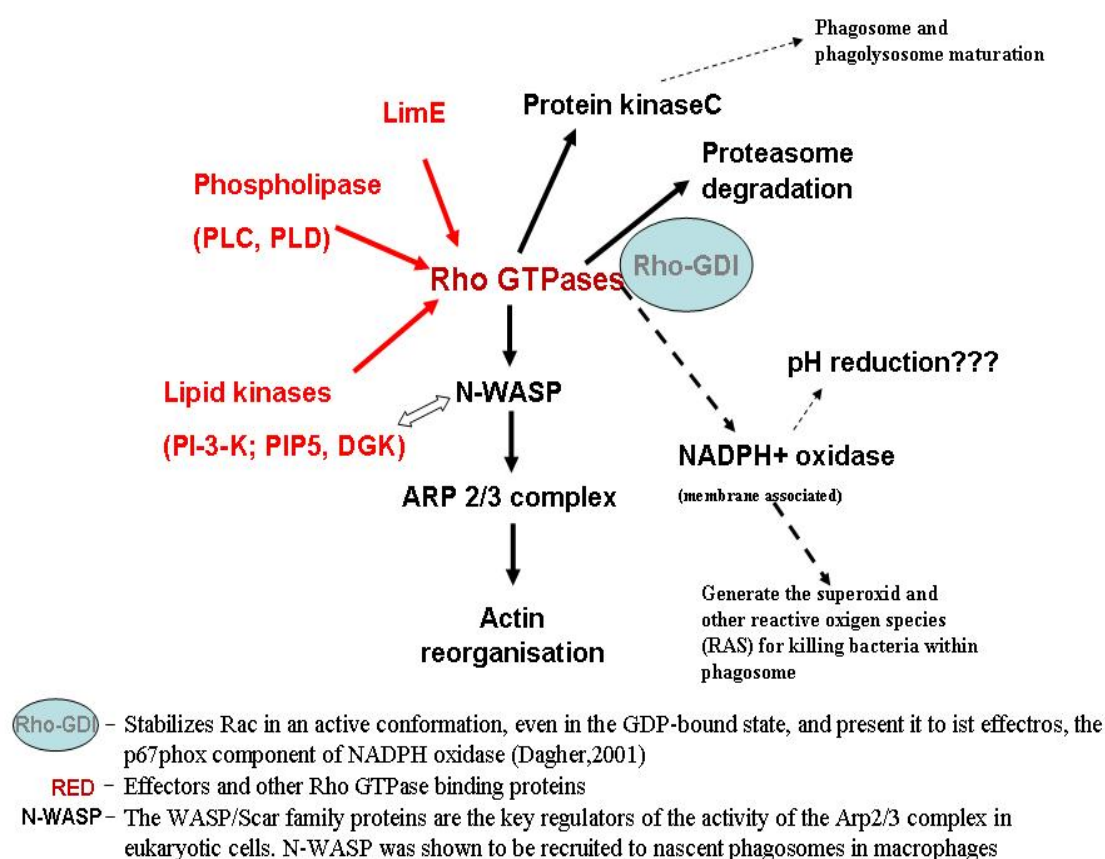 Phagosome and
phagolysosome maturation
LimE
Protein kinaseC
Proteasome
degradation
Phospholipase
(PLC, PLD)
Rho GTPases
Rho-GDI
pH reduction???
Lipid kinases
N-WASP
(PI-3-K; PIP5, DGK)
NADPH+ oxidase
(membrane associated)
ARP 2/3 complex
Generate the superoxid and
other reactive oxigen species
(RAS) for killing bacteria within
phagosome
Actin
reorganisation
Rho-GDI – Stabilizes Rac in an active conformation, even in the GDP-bound state, and present it to ist effectros, the
p67phox component of NADPH oxidase (Dagher,2001)
RED – Effectors and other Rho GTPase binding proteins
N-WASP – The WASP/Scar family proteins are the key regulators of the activity of the Arp2/3 complex in
eukaryotic cells. N-WASP was shown to be recruited to nascent phagosomes in macrophages